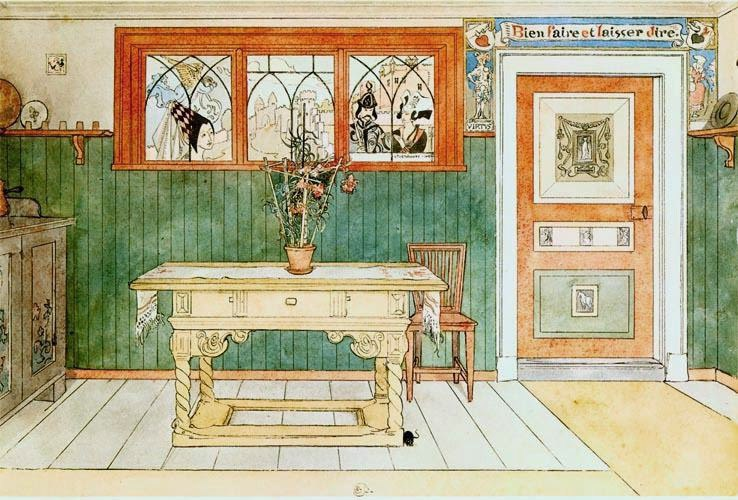 Bien faire et laisser dire.
VIRTUS